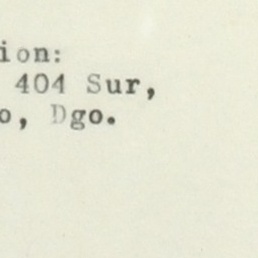 ion:
404 Sur,
o, Dgo.